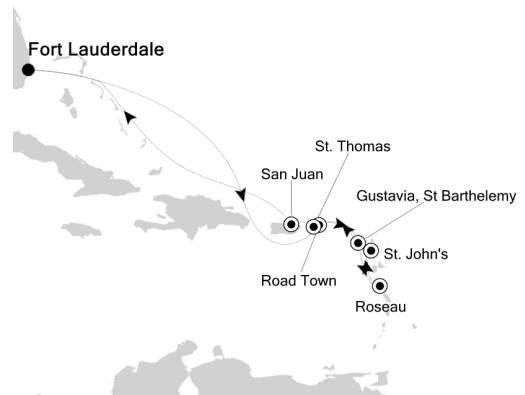 Fort Lauderdale
St. Thomas
San Juan
Gustavia, St Barthelemy
St. John's
Road Town
Roseau